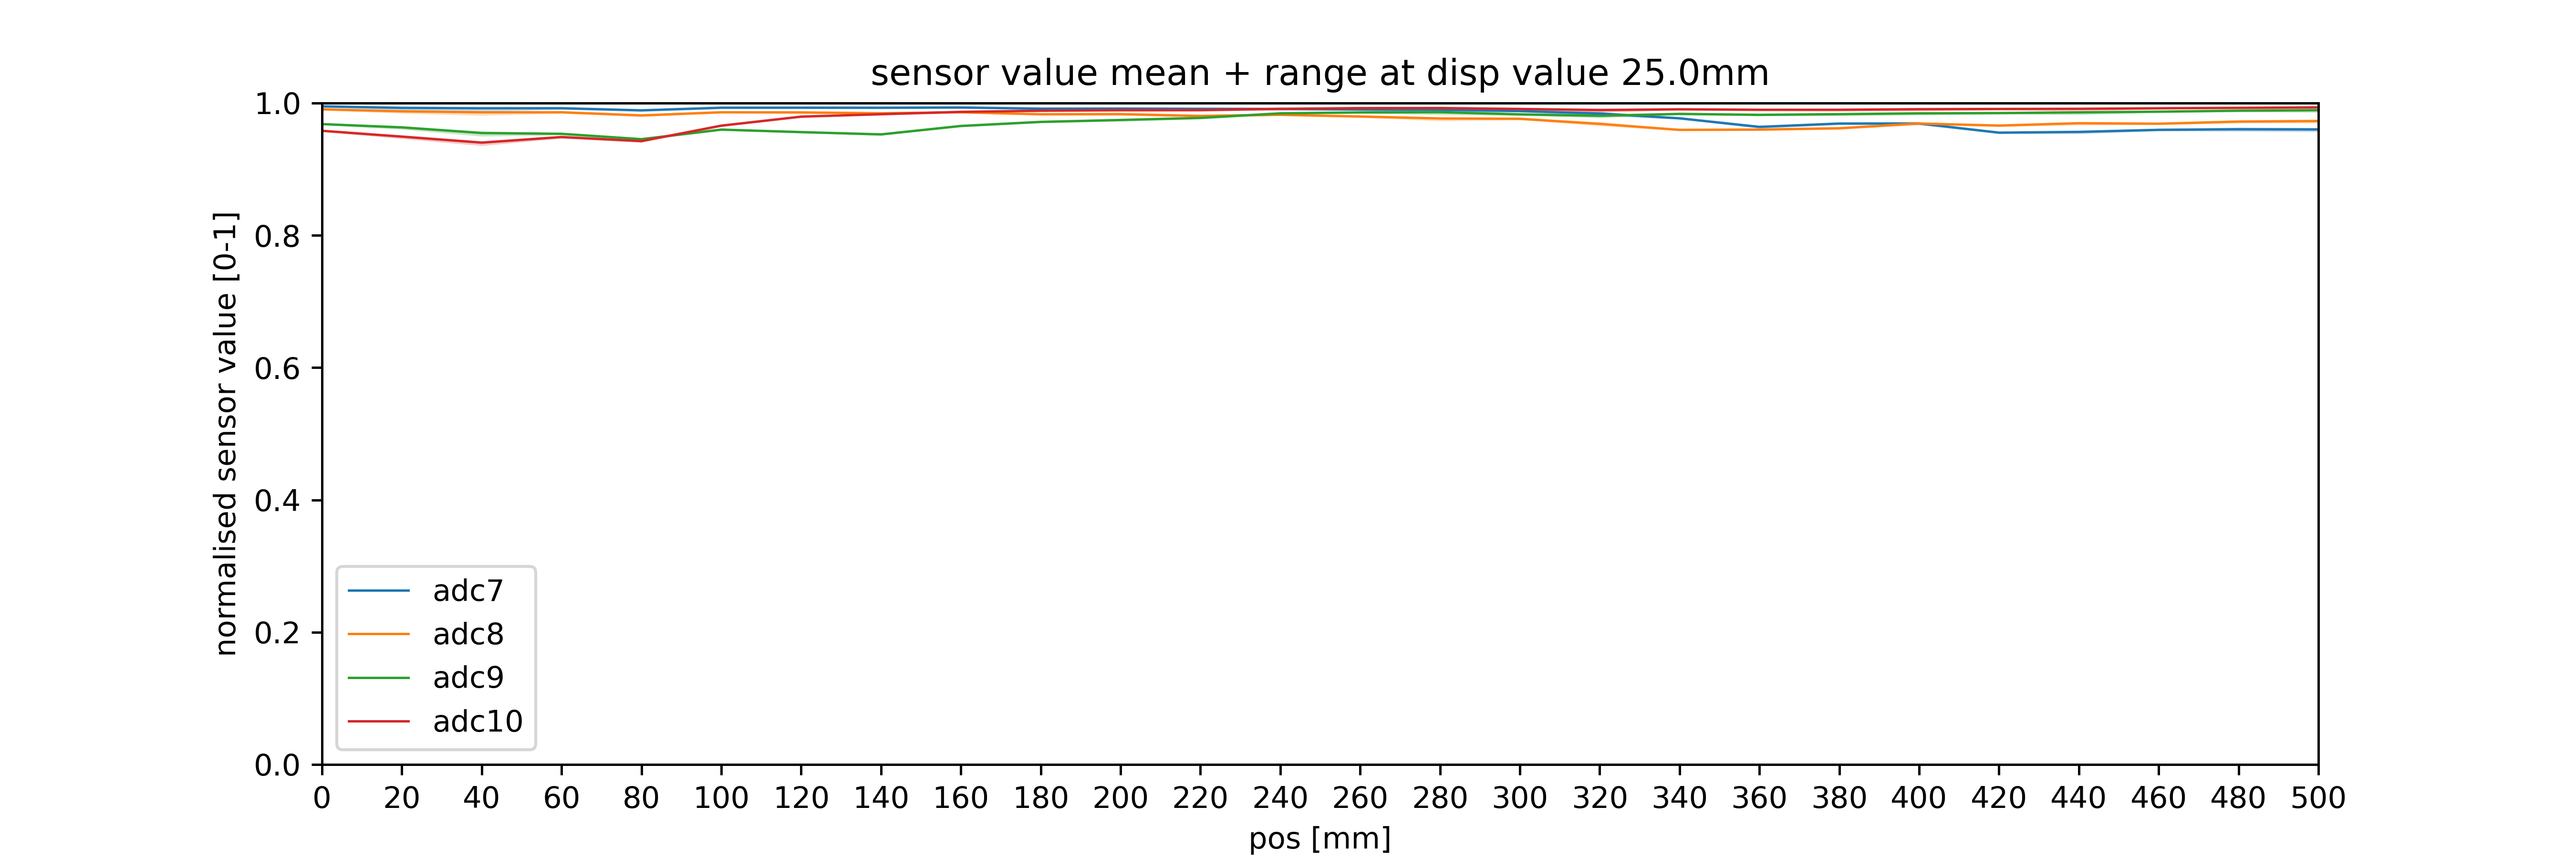 sensor value mean + range at disp value 25.0mm
normalised sensor value [0-1]
1.0
0.8
0.6
0.4
0.2
0.0
adc7
adc8
adc9
adc10
0 20 40 60 80 100 120 140 160 180 200 220 240 260 280 300 320 340 360 380 400 420 440 460 480 500
pos [mm]